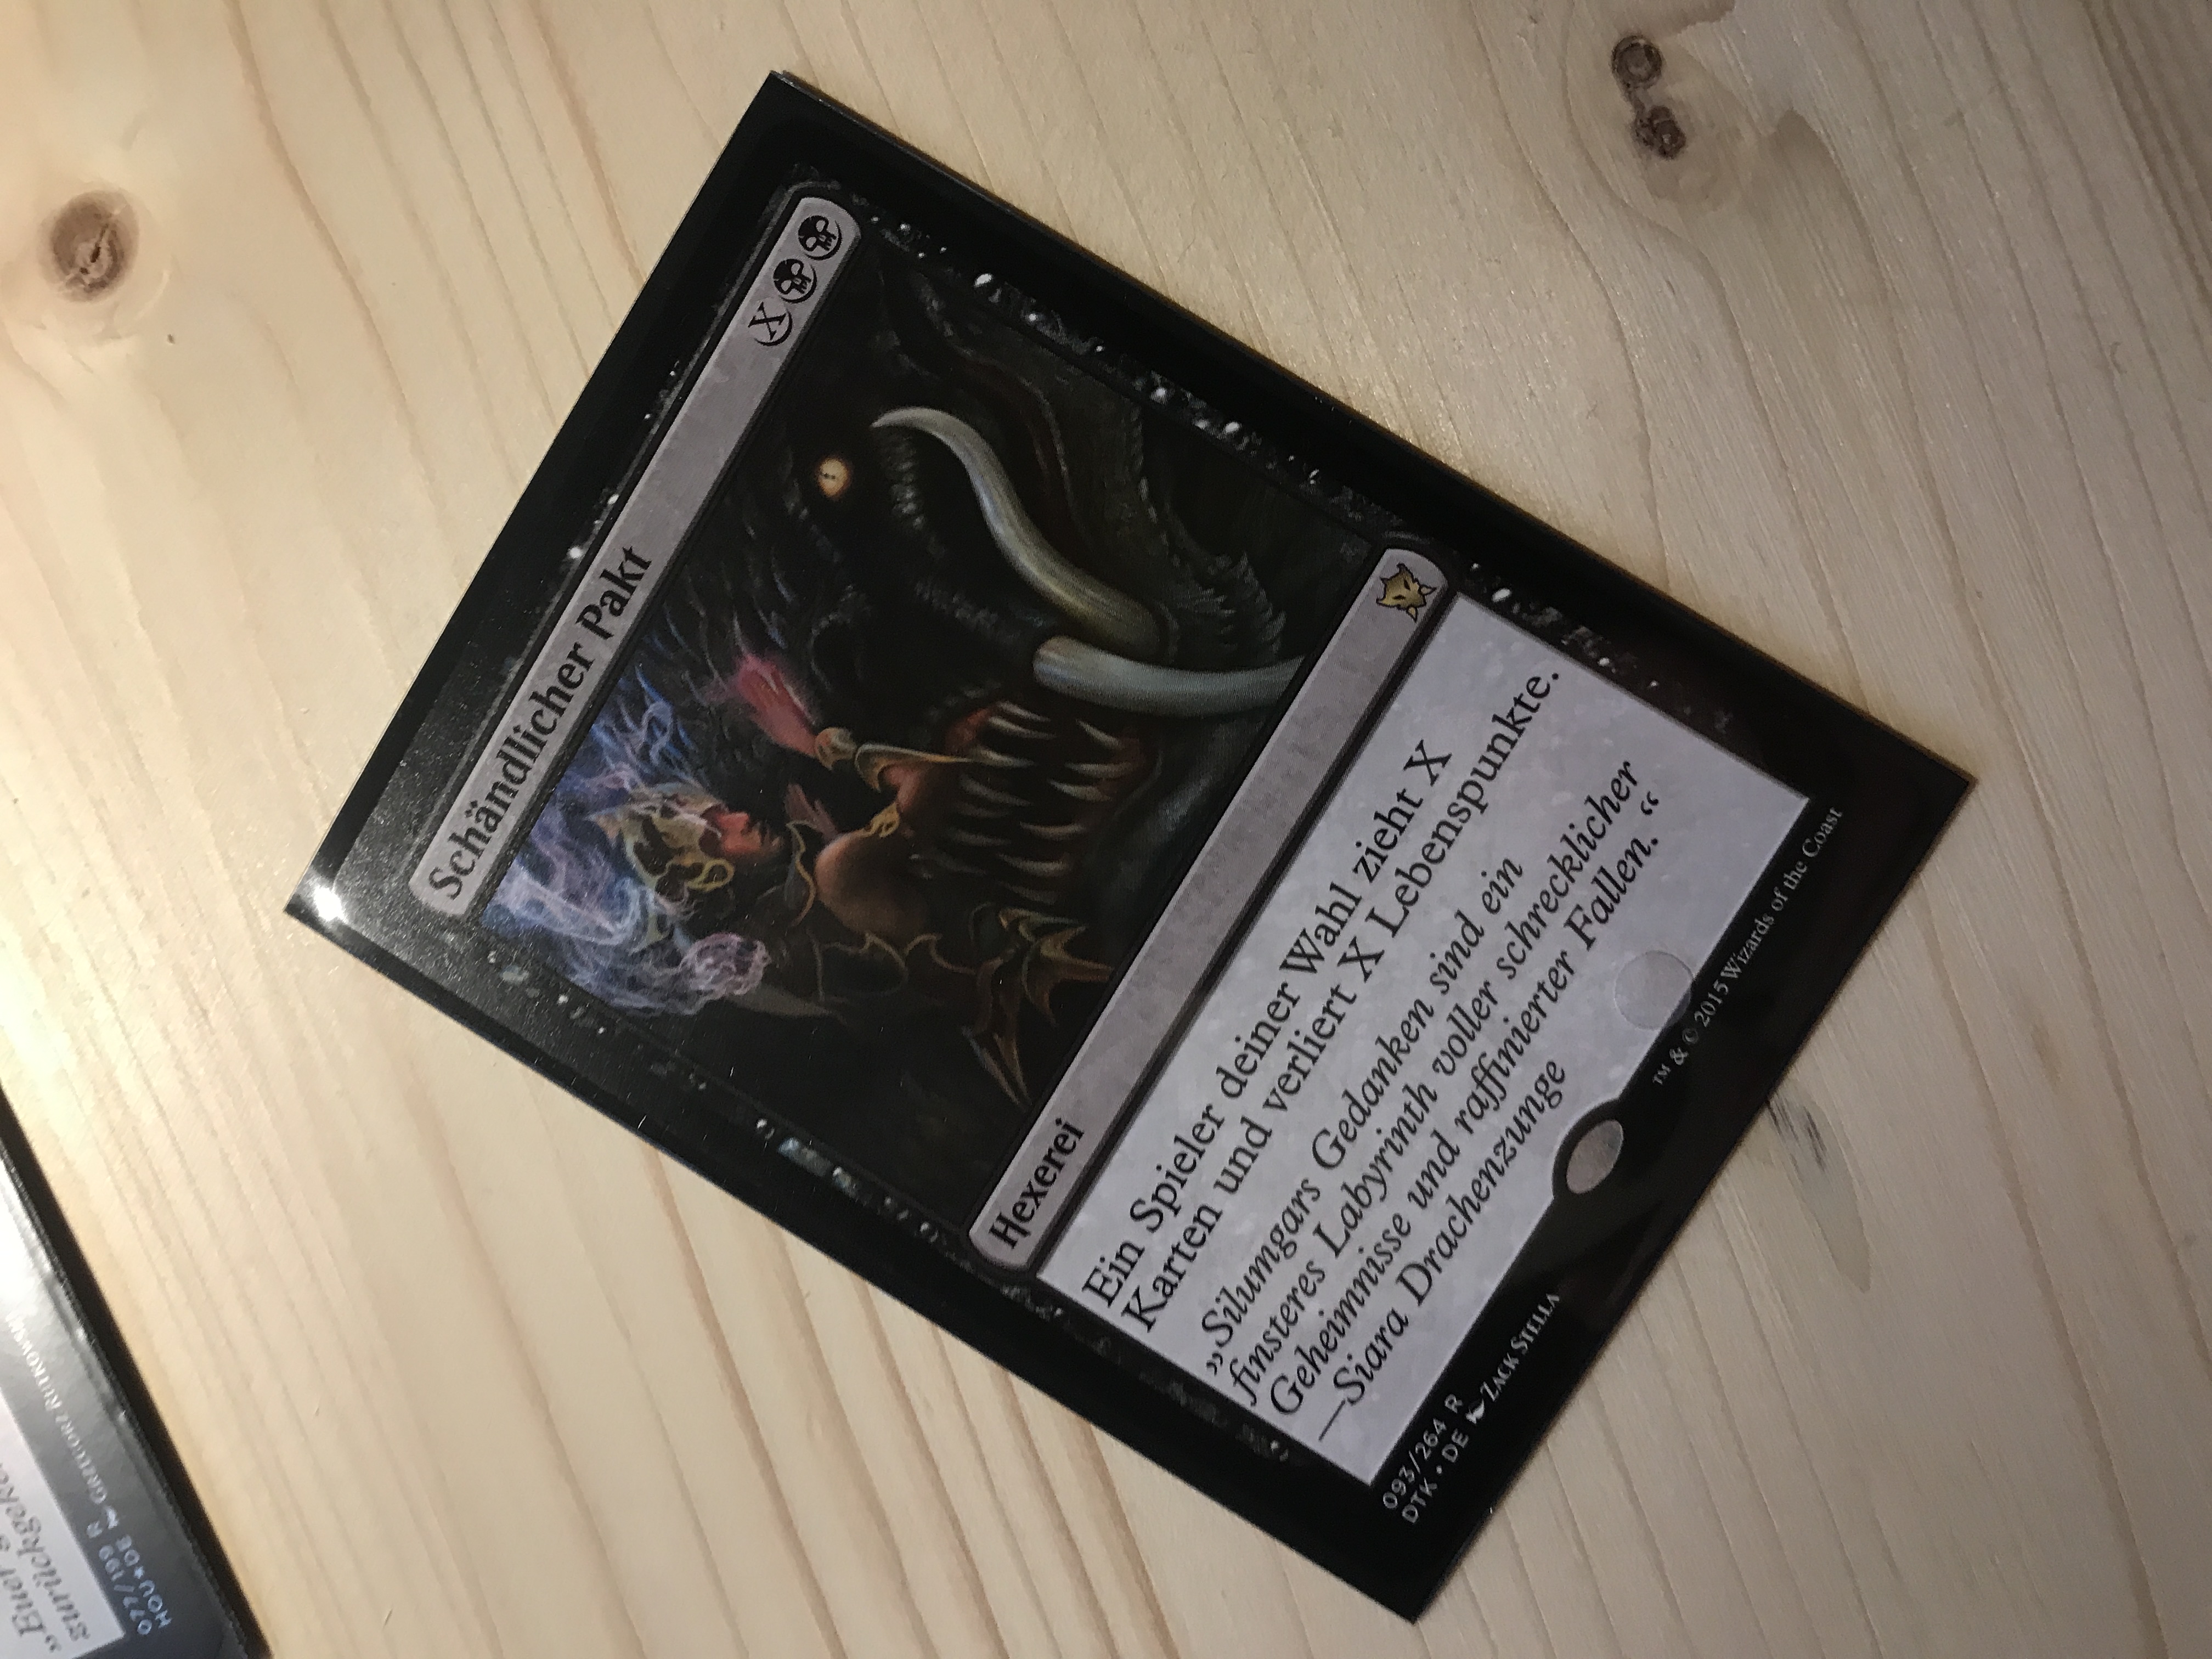 „Euer
zurückge
077/199 R
HOU★DE GREGORZ RUTKOWSKI
Schändlicher Pakt X
Hexerei
Ein Spieler deiner Wahl zieht X
Karten und verliert X Lebenspunkte.
„Silumgars Gedanken sind ein
finsteres Labyrinth voller schrecklicher
Geheimnisse und raffinierter Fallen.“
—Siara Drachenzunge
093/264 R
DTK • DE ZACK STELLA
™ & © 2015 Wizards of the Coast